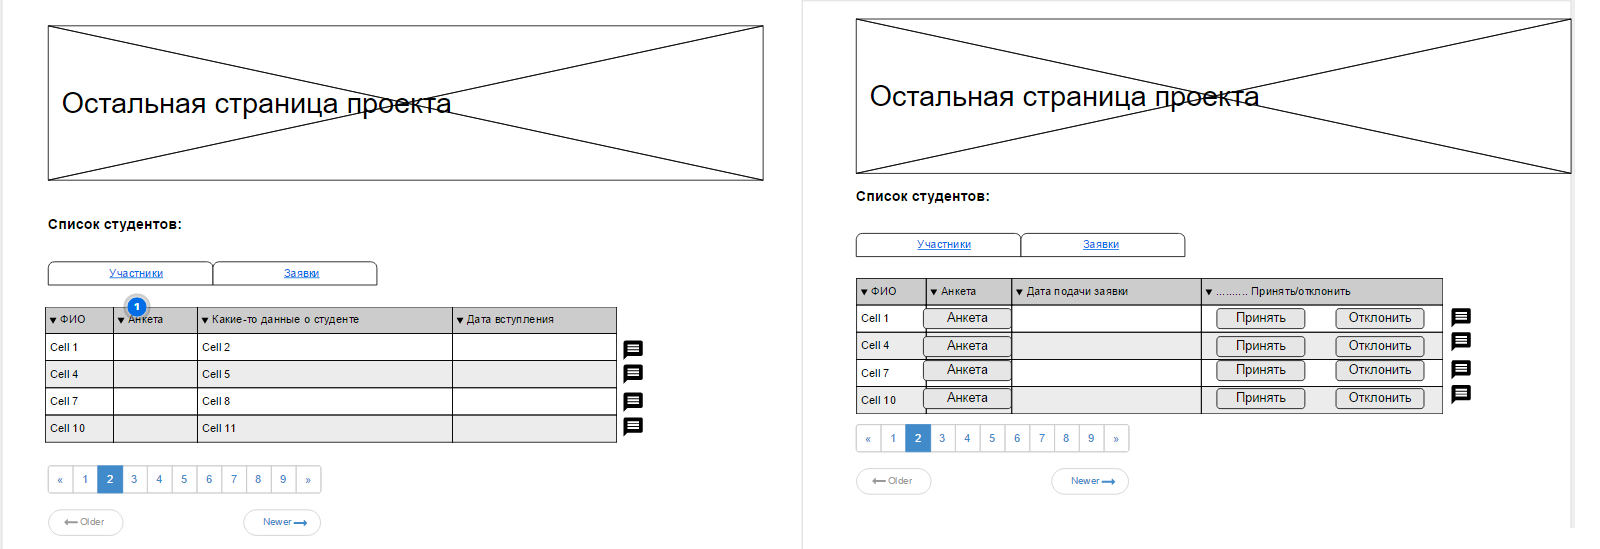 Остальная страница проекта
Список студентов:
Участники Заявки
1
ФИО Анкета Какие-то данные о студенте Дата вступления
Cell 1 Cell 2
Cell 4 Cell 5
Cell 7 Cell 8
Cell 10 Cell 11
« 1 2 3 4 5 6 7 8 9 »
Older Newer
Остальная страница проекта
Список студентов:
Участники Заявки
ФИО Анкета Дата подачи заявки .......... Принять/отклонить
Cell 1 Анкета Принять Отклонить
Cell 4 Анкета Принять Отклонить
Cell 7 Анкета Принять Отклонить
Cell 10 Анкета Принять Отклонить
« 1 2 3 4 5 6 7 8 9 »
Older Newer